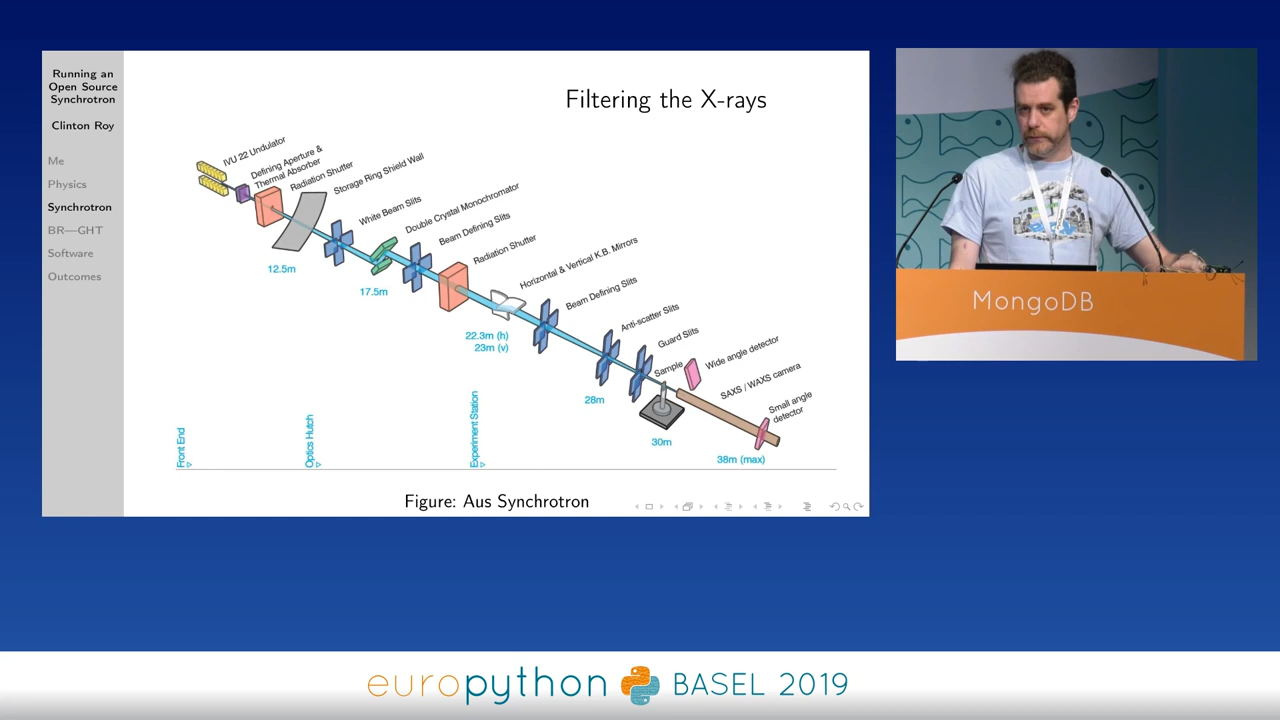 Running an
Open Source
Synchrotron
Clinton Roy
Me
Physics
Synchrotron
BR—GHT
Software
Outcomes
Filtering the X-rays
IVU 22 Undulator
Defining Aperture &
Thermal Absorber
Radiation Shutter
Storage Ring Shield Wall
White Beam Slits
Double Crystal Monochromator
Beam Defining Slits
Radiation Shutter
Horizontal & Vertical K.B. Mirrors
Beam Defining Slits
Anti-scatter Slits
Guard Slits
Sample
Wide angle detector
SAXS / WAXS camera
Small angle
detector
12.5m
17.5m
22.3m (h)
23m (v)
28m
30m
38m (max)
Front End
Optics Hutch
Experiment Station
Figure: Aus Synchrotron
MongoDB
europython BASEL 2019